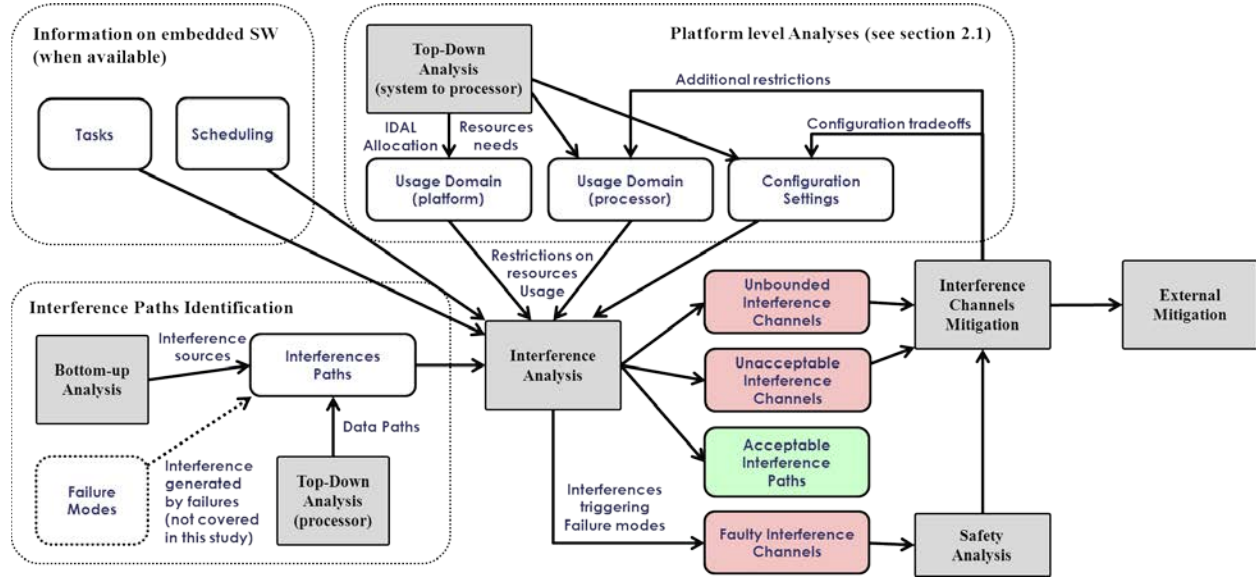 Information on embedded SW
(when available)
Tasks
Scheduling
Platform level Analyses (see section 2.1)
Top-Down
Analysis
(system to processor)
Additional restrictions
Configuration tradeoffs
IDAL
Allocation
Resources
needs
Usage Domain
(platform)
Usage Domain
(processor)
Configuration
Settings
Restrictions on
resources
Usage
Interference Paths Identification
Bottom-up
Analysis
Interference
sources
Interferences
Paths
Data Paths
Failure
Modes
Interference
generated
by failures
(not covered
in this study)
Top-Down
Analysis
(processor)
Interference
Analysis
Unbounded
Interference
Channels
Unacceptable
Interference
Channels
Acceptable
Interference
Paths
Interferences
triggering
Failure modes
Faulty Interference
Channels
Interference
Channels
Mitigation
External
Mitigation
Safety
Analysis